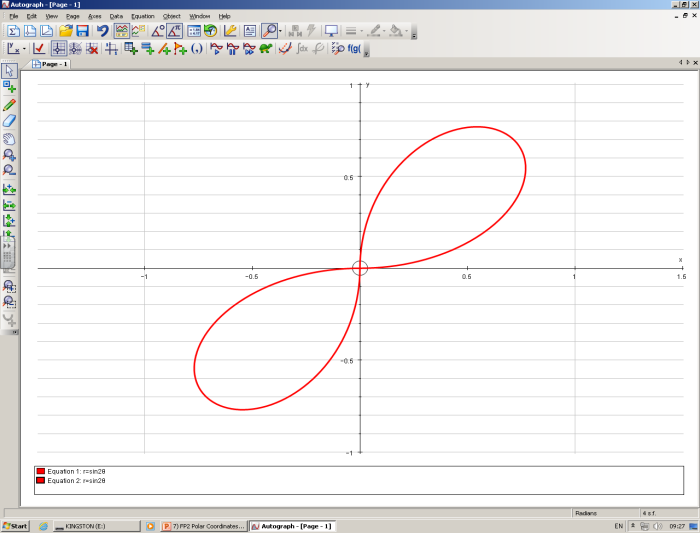 Autograph - [Page - 1]
File Edit View Page Axes Data Equation Object Window Help
f(g(
Page - 1
1 y
0.5
x
-1 -0.5 0.5 1 1.5
-0.5
-1
Equation 1: r=sin2θ
Equation 2: r=sin2θ
Radians 6 s.f.
Start KINGSTON (E:) 7) FP2 Polar Coordinates... Autograph - [Page - 1] EN 09:27